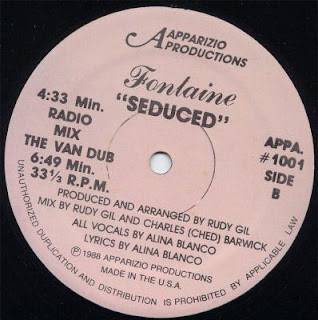 A APPARIZIO
PRODUCTIONS
Fontaine
"SEDUCED"
4:33 Min.
RADIO
MIX
THE VAN DUB
6:49 Min.
33⅓ R.P.M.
APPA.
#1001
SIDE
B
PRODUCED AND ARRANGED BY RUDY GIL
MIX BY RUDY GIL AND CHARLES (CHED) BARWICK
ALL VOCALS BY ALINA BLANCO
LYRICS BY ALINA BLANCO
Ⓟ 1988 APPARIZIO PRODUCTIONS
MADE IN THE U.S.A.
UNAUTHORIZED DUPLICATION AND DISTRIBUTION IS PROHIBITED BY APPLICABLE LAW